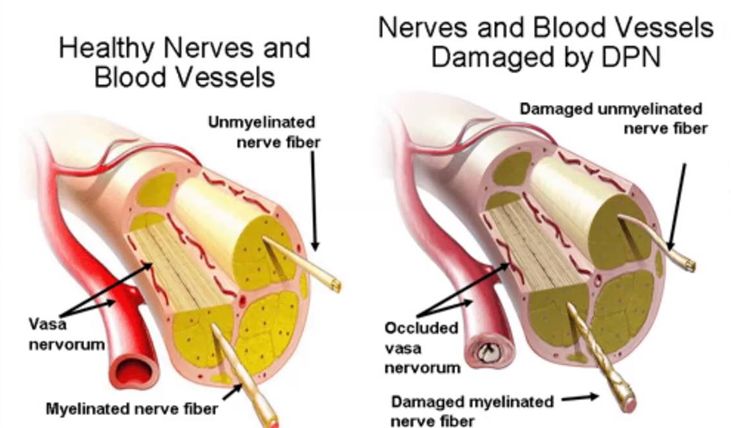 Healthy Nerves and
Blood Vessels
Unmyelinated
nerve fiber
Vasa
nervorum
Myelinated nerve fiber
Nerves and Blood Vessels
Damaged by DPN
Damaged unmyelinated
nerve fiber
Occluded
vasa
nervorum
Damaged myelinated
nerve fiber